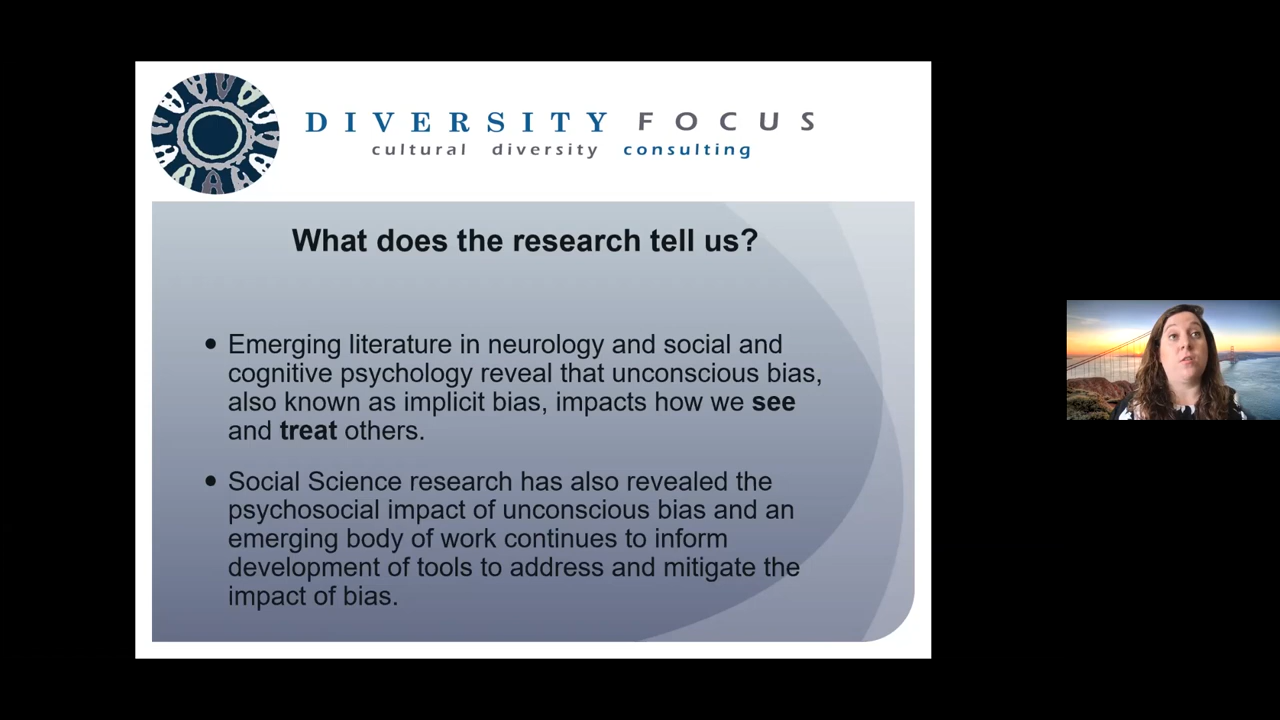 DIVERSITY FOCUS
cultural diversity consulting
What does the research tell us?
• Emerging literature in neurology and social and
cognitive psychology reveal that unconscious bias,
also known as implicit bias, impacts how we see
and treat others.
• Social Science research has also revealed the
psychosocial impact of unconscious bias and an
emerging body of work continues to inform
development of tools to address and mitigate the
impact of bias.